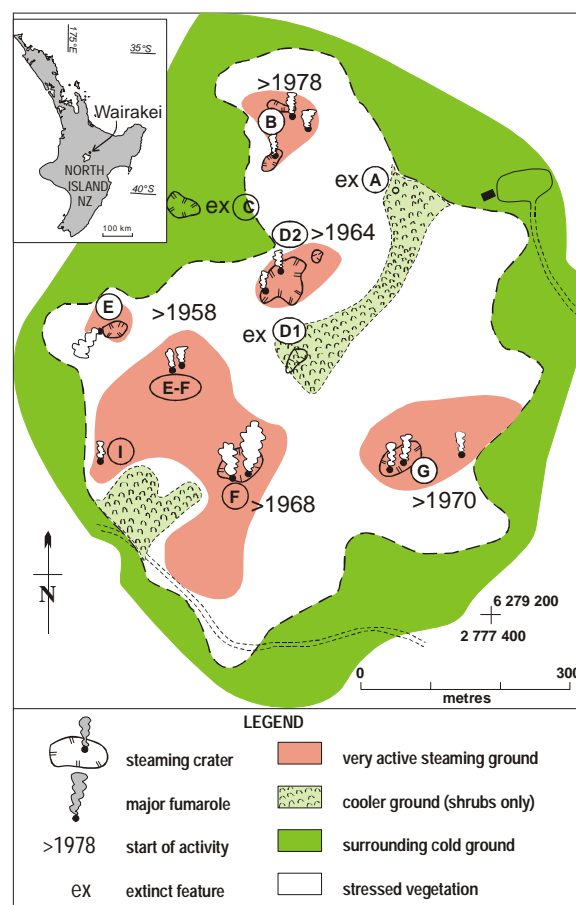 175°E
35°S
Wairakei
NORTH
ISLAND
NZ
40°S
100 km
>1978
B
ex A
ex C
D2 >1964
E
>1958
ex D1
E-F
I
F
>1968
G
>1970
N
6 279 200
2 777 400
0 300
metres
LEGEND
steaming crater
very active steaming ground
major fumarole
cooler ground (shrubs only)
>1978
start of activity
surrounding cold ground
ex
extinct feature
stressed vegetation